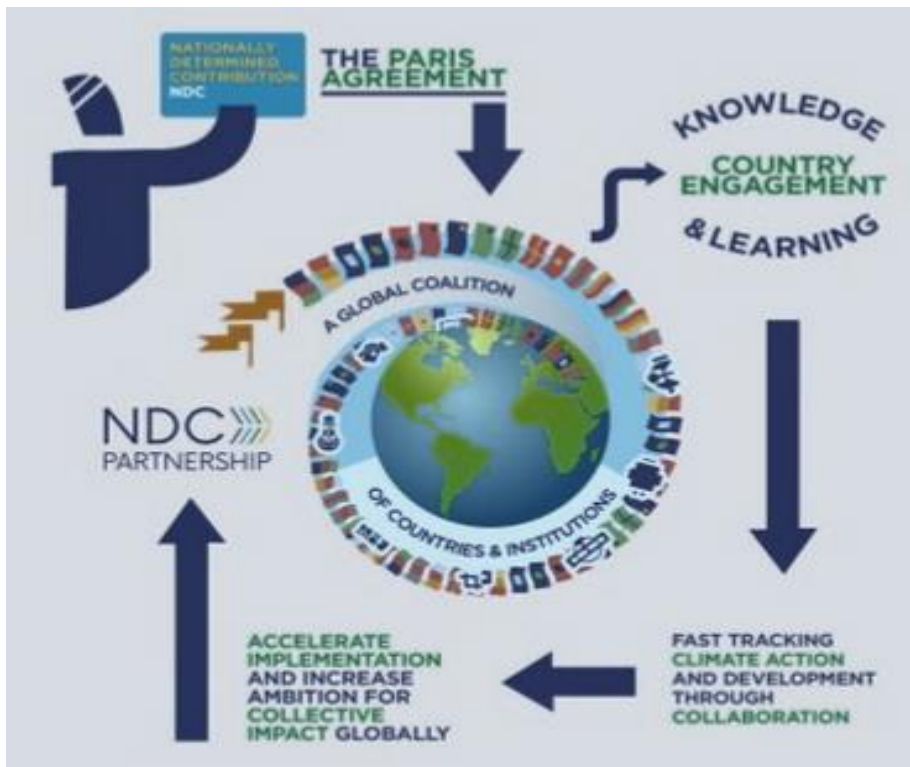 NATIONALLY
DETERMINED
CONTRIBUTION
NDC
THE PARIS
AGREEMENT
KNOWLEDGE
COUNTRY
ENGAGEMENT
& LEARNING
A GLOBAL COALITION
OF COUNTRIES & INSTITUTIONS
NDC
PARTNERSHIP
FAST TRACKING
CLIMATE ACTION
AND DEVELOPMENT
THROUGH
COLLABORATION
ACCELERATE
IMPLEMENTATION
AND INCREASE
AMBITION FOR
COLLECTIVE
IMPACT GLOBALLY